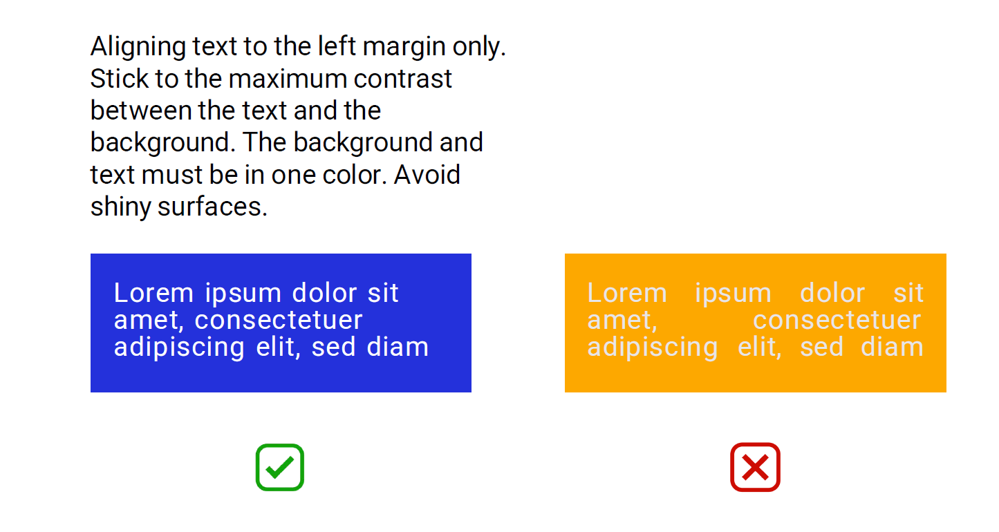 Aligning text to the left margin only.
Stick to the maximum contrast
between the text and the
background. The background and
text must be in one color. Avoid
shiny surfaces.
Lorem ipsum dolor sit
amet, consectetuer
adipiscing elit, sed diam
Lorem ipsum dolor sit
amet, consectetuer
adipiscing elit, sed diam